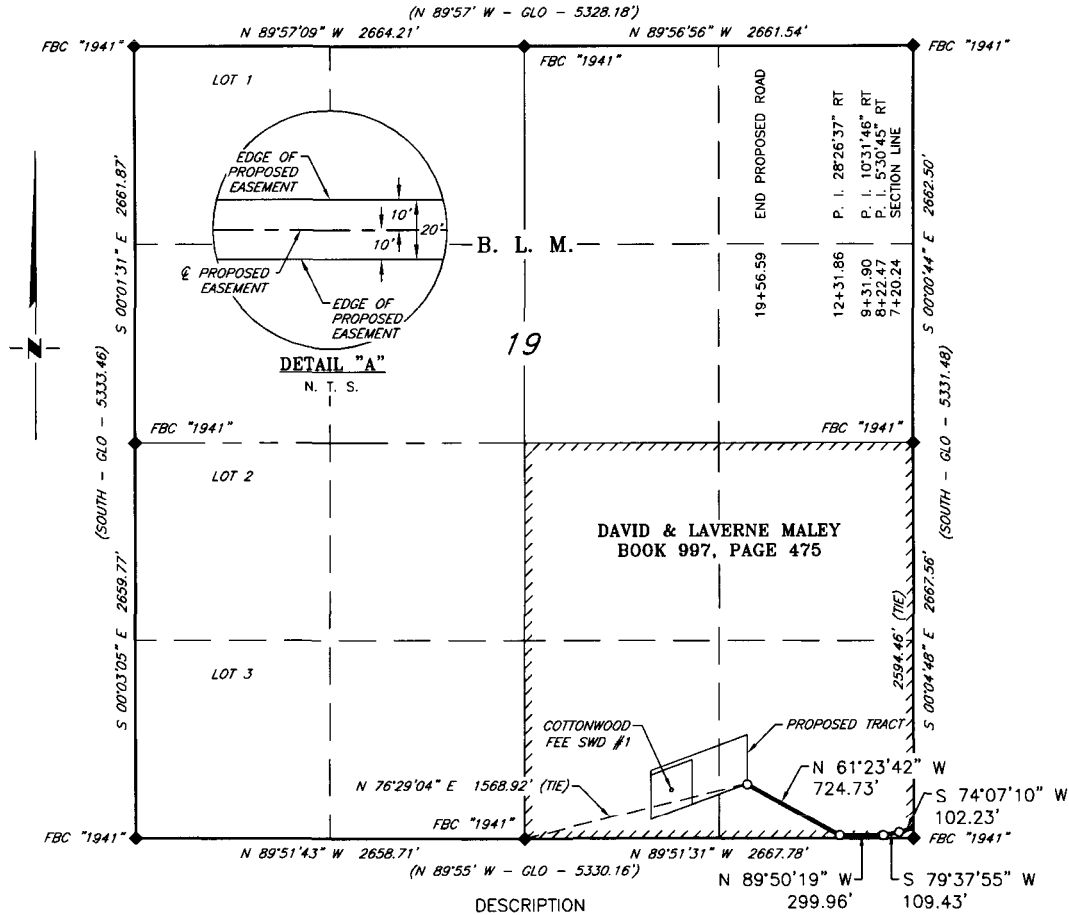 (N 89°57' W - GLO - 5328.18')
N 89°57'09" W 2664.21'
N 89°56'56" W 2661.54'
FBC "1941"
FBC "1941"
FBC "1941"
LOT 1
EDGE OF
PROPOSED
EASEMENT
10'
20'
10'
℄ PROPOSED
EASEMENT
EDGE OF
PROPOSED
EASEMENT
DETAIL "A"
N. T. S.
B. L. M.
19
N
S 00°01'31" E 2661.87'
(SOUTH - GLO - 5333.46)
S 00°03'05" E 2659.77'
19+56.59 END PROPOSED ROAD
12+31.86 P. I. 28°26'37" RT
9+31.90 P. I. 10°31'46" RT
8+22.47 P. I. 5°30'45" RT
7+20.24 SECTION LINE
S 00°00'44" E 2662.50'
(SOUTH - GLO - 5331.48)
S 00°04'48" E 2667.56'
2594.46' (TIE)
FBC "1941"
FBC "1941"
LOT 2
DAVID & LAVERNE MALEY
BOOK 997, PAGE 475
LOT 3
COTTONWOOD
FEE SWD #1
PROPOSED TRACT
N 76°29'04" E 1568.92' (TIE)
N 61°23'42" W
724.73'
S 74°07'10" W
102.23'
FBC "1941"
FBC "1941"
FBC "1941"
N 89°51'43" W 2658.71'
N 89°51'31" W 2667.78'
(N 89°55' W - GLO - 5330.16')
N 89°50'19" W
299.96'
S 79°37'55" W
109.43'
DESCRIPTION